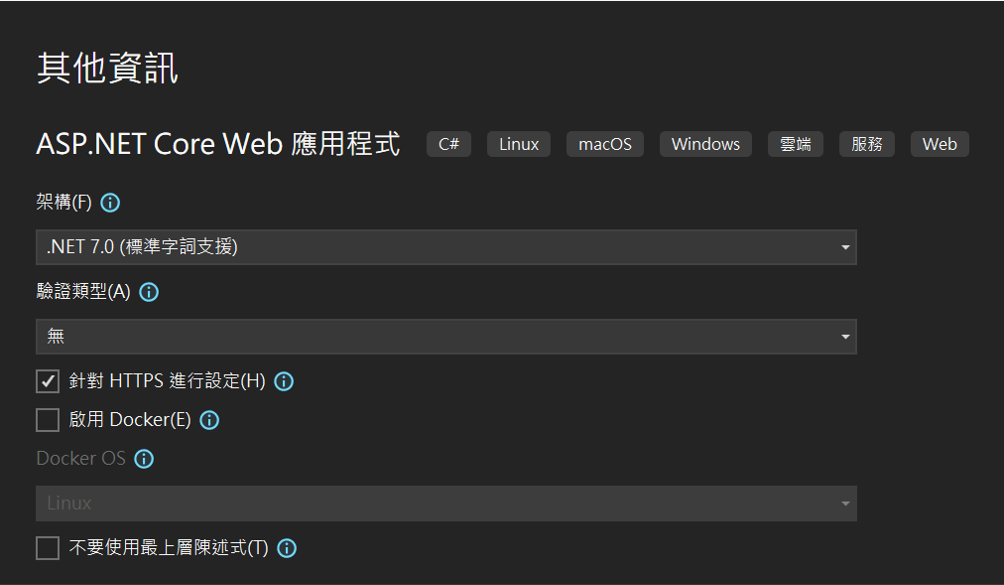 其他資訊
ASP.NET Core Web 應用程式 C# Linux macOS Windows 雲端 服務 Web
架構(F)
.NET 7.0 (標準字詞支援)
驗證類型(A)
無
針對 HTTPS 進行設定(H)
啟用 Docker(E)
Docker OS
Linux
不要使用最上層陳述式(T)